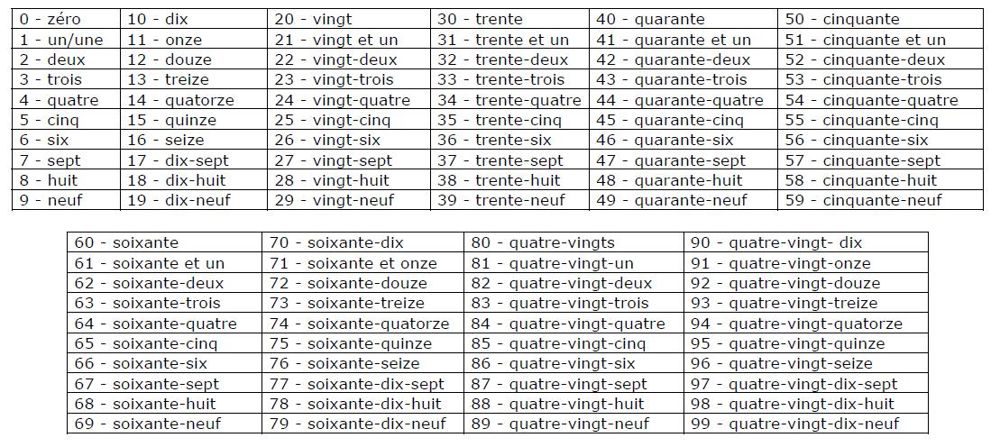 0 - zéro 10 - dix 20 - vingt 30 - trente 40 - quarante 50 - cinquante
1 - un/une 11 - onze 21 - vingt et un 31 - trente et un 41 - quarante et un 51 - cinquante et un
2 - deux 12 - douze 22 - vingt-deux 32 - trente-deux 42 - quarante-deux 52 - cinquante-deux
3 - trois 13 - treize 23 - vingt-trois 33 - trente-trois 43 - quarante-trois 53 - cinquante-trois
4 - quatre 14 - quatorze 24 - vingt-quatre 34 - trente-quatre 44 - quarante-quatre 54 - cinquante-quatre
5 - cinq 15 - quinze 25 - vingt-cinq 35 - trente-cinq 45 - quarante-cinq 55 - cinquante-cinq
6 - six 16 - seize 26 - vingt-six 36 - trente-six 46 - quarante-six 56 - cinquante-six
7 - sept 17 - dix-sept 27 - vingt-sept 37 - trente-sept 47 - quarante-sept 57 - cinquante-sept
8 - huit 18 - dix-huit 28 - vingt-huit 38 - trente-huit 48 - quarante-huit 58 - cinquante-huit
9 - neuf 19 - dix-neuf 29 - vingt-neuf 39 - trente-neuf 49 - quarante-neuf 59 - cinquante-neuf
60 - soixante 70 - soixante-dix 80 - quatre-vingts 90 - quatre-vingt- dix
61 - soixante et un 71 - soixante et onze 81 - quatre-vingt-un 91 - quatre-vingt-onze
62 - soixante-deux 72 - soixante-douze 82 - quatre-vingt-deux 92 - quatre-vingt-douze
63 - soixante-trois 73 - soixante-treize 83 - quatre-vingt-trois 93 - quatre-vingt-treize
64 - soixante-quatre 74 - soixante-quatorze 84 - quatre-vingt-quatre 94 - quatre-vingt-quatorze
65 - soixante-cinq 75 - soixante-quinze 85 - quatre-vingt-cinq 95 - quatre-vingt-quinze
66 - soixante-six 76 - soixante-seize 86 - quatre-vingt-six 96 - quatre-vingt-seize
67 - soixante-sept 77 - soixante-dix-sept 87 - quatre-vingt-sept 97 - quatre-vingt-dix-sept
68 - soixante-huit 78 - soixante-dix-huit 88 - quatre-vingt-huit 98 - quatre-vingt-dix-huit
69 - soixante-neuf 79 - soixante-dix-neuf 89 - quatre-vingt-neuf 99 - quatre-vingt-dix-neuf